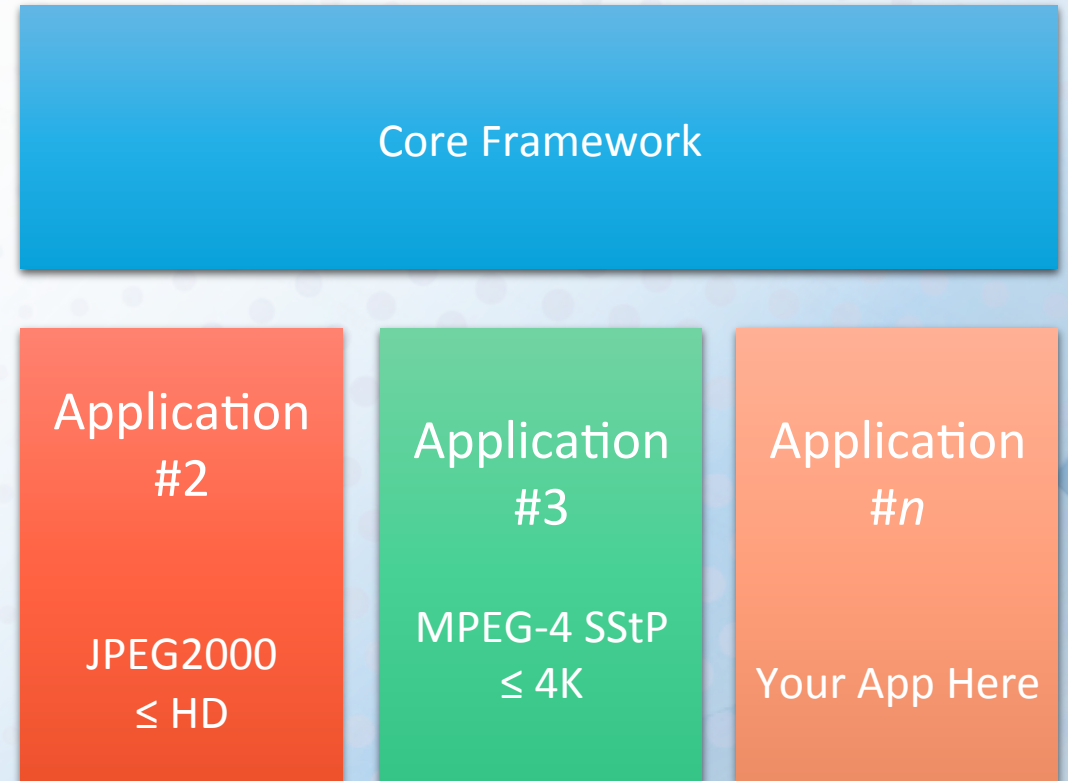 Core Framework
Application
#2
JPEG2000
≤ HD
Application
#3
MPEG-4 SStP
≤ 4K
Application
#n
Your App Here